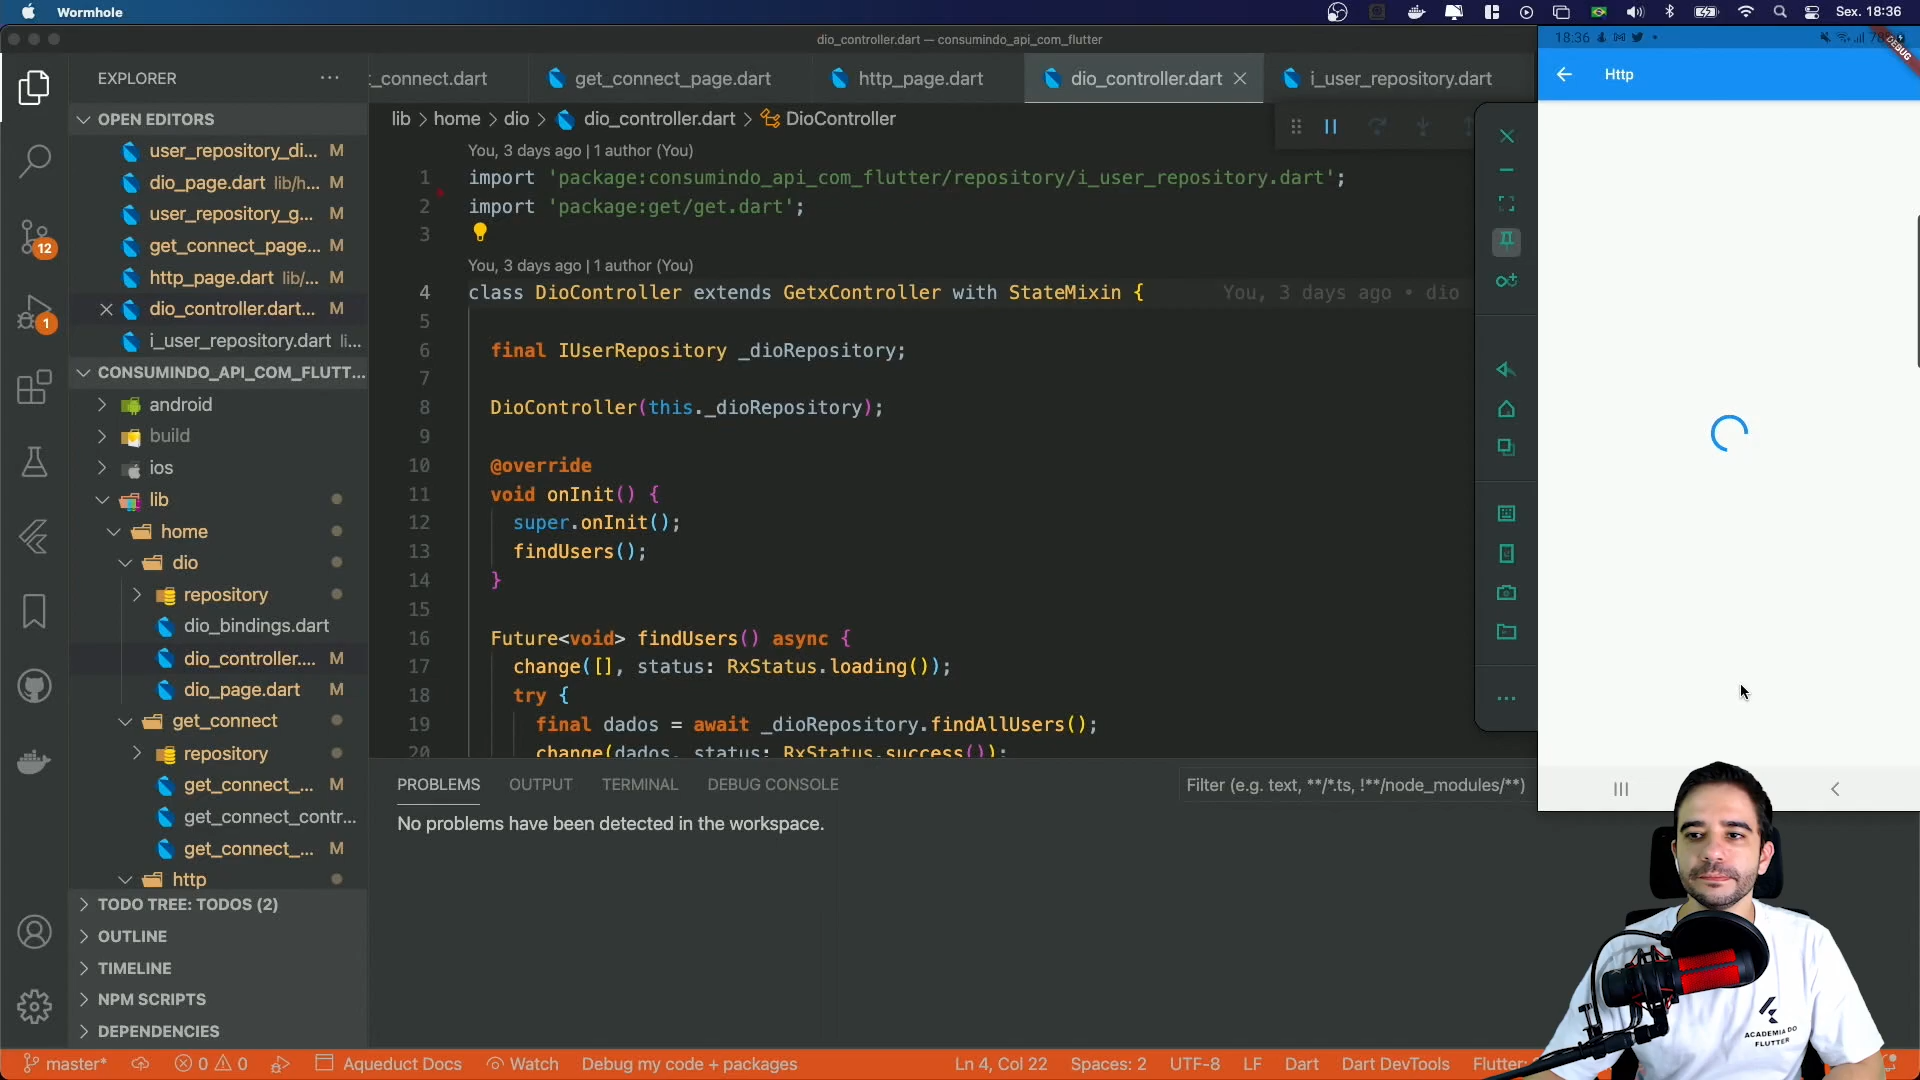 Wormhole
Sex. 18:36
dio_controller.dart — consumindo_api_com_flutter
EXPLORER
_connect.dart
get_connect_page.dart
http_page.dart
dio_controller.dart
i_user_repository.dart
18:36
DEBUG
Http
OPEN EDITORS
lib > home > dio > dio_controller.dart > DioController
user_repository_di... M
dio_page.dart lib/h... M
user_repository_g... M
get_connect_page... M
http_page.dart lib/... M
dio_controller.dart... M
i_user_repository.dart li...
12
1
CONSUMINDO_API_COM_FLUTT...
android
build
ios
lib
home
dio
repository
dio_bindings.dart
dio_controller.... M
dio_page.dart M
get_connect
repository
get_connect_... M
get_connect_contr...
get_connect_... M
http
TODO TREE: TODOS (2)
OUTLINE
TIMELINE
NPM SCRIPTS
DEPENDENCIES
You, 3 days ago | 1 author (You)
1 import 'package:consumindo_api_com_flutter/repository/i_user_repository.dart';
2 import 'package:get/get.dart';
3
You, 3 days ago | 1 author (You)
4 class DioController extends GetxController with StateMixin { You, 3 days ago • dio
5
6 final IUserRepository _dioRepository;
7
8 DioController(this._dioRepository);
9
10 @override
11 void onInit() {
12 super.onInit();
13 findUsers();
14 }
15
16 Future<void> findUsers() async {
17 change([], status: RxStatus.loading());
18 try {
19 final dados = await _dioRepository.findAllUsers();
20 change(dados, status: RxStatus.success());
PROBLEMS OUTPUT TERMINAL DEBUG CONSOLE
Filter (e.g. text, **/*.ts, !**/node_modules/**)
No problems have been detected in the workspace.
ACADEMIA DO
FLUTTER
master* 0 0 Aqueduct Docs Watch Debug my code + packages Ln 4, Col 22 Spaces: 2 UTF-8 LF Dart Dart DevTools Flutter: